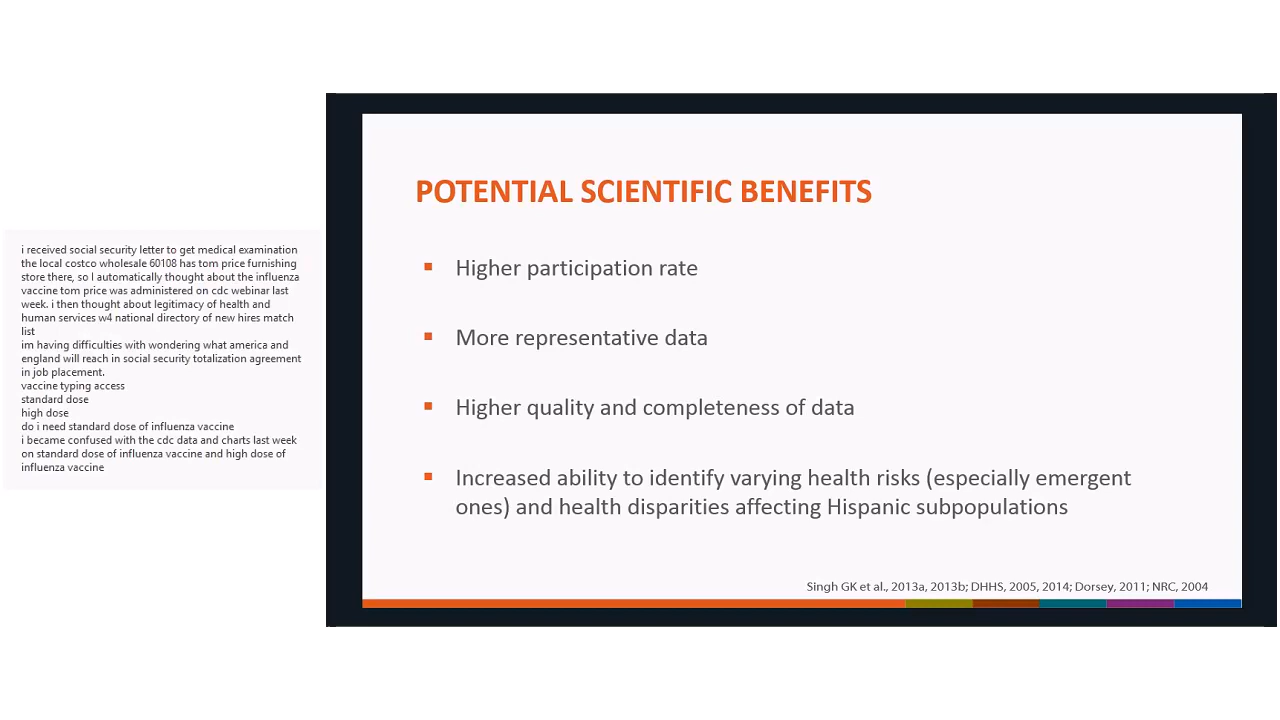 i received social security letter to get medical examination
the local costco wholesale 60108 has tom price furnishing
store there, so I automatically thought about the influenza
vaccine tom price was administered on cdc webinar last
week. i then thought about legitimacy of health and
human services w4 national directory of new hires match
list
im having difficulties with wondering what america and
england will reach in social security totalization agreement
in job placement.
vaccine typing access
standard dose
high dose
do i need standard dose of influenza vaccine
i became confused with the cdc data and charts last week
on standard dose of influenza vaccine and high dose of
influenza vaccine
POTENTIAL SCIENTIFIC BENEFITS
▪ Higher participation rate
▪ More representative data
▪ Higher quality and completeness of data
▪ Increased ability to identify varying health risks (especially emergent
ones) and health disparities affecting Hispanic subpopulations
Singh GK et al., 2013a, 2013b; DHHS, 2005, 2014; Dorsey, 2011; NRC, 2004